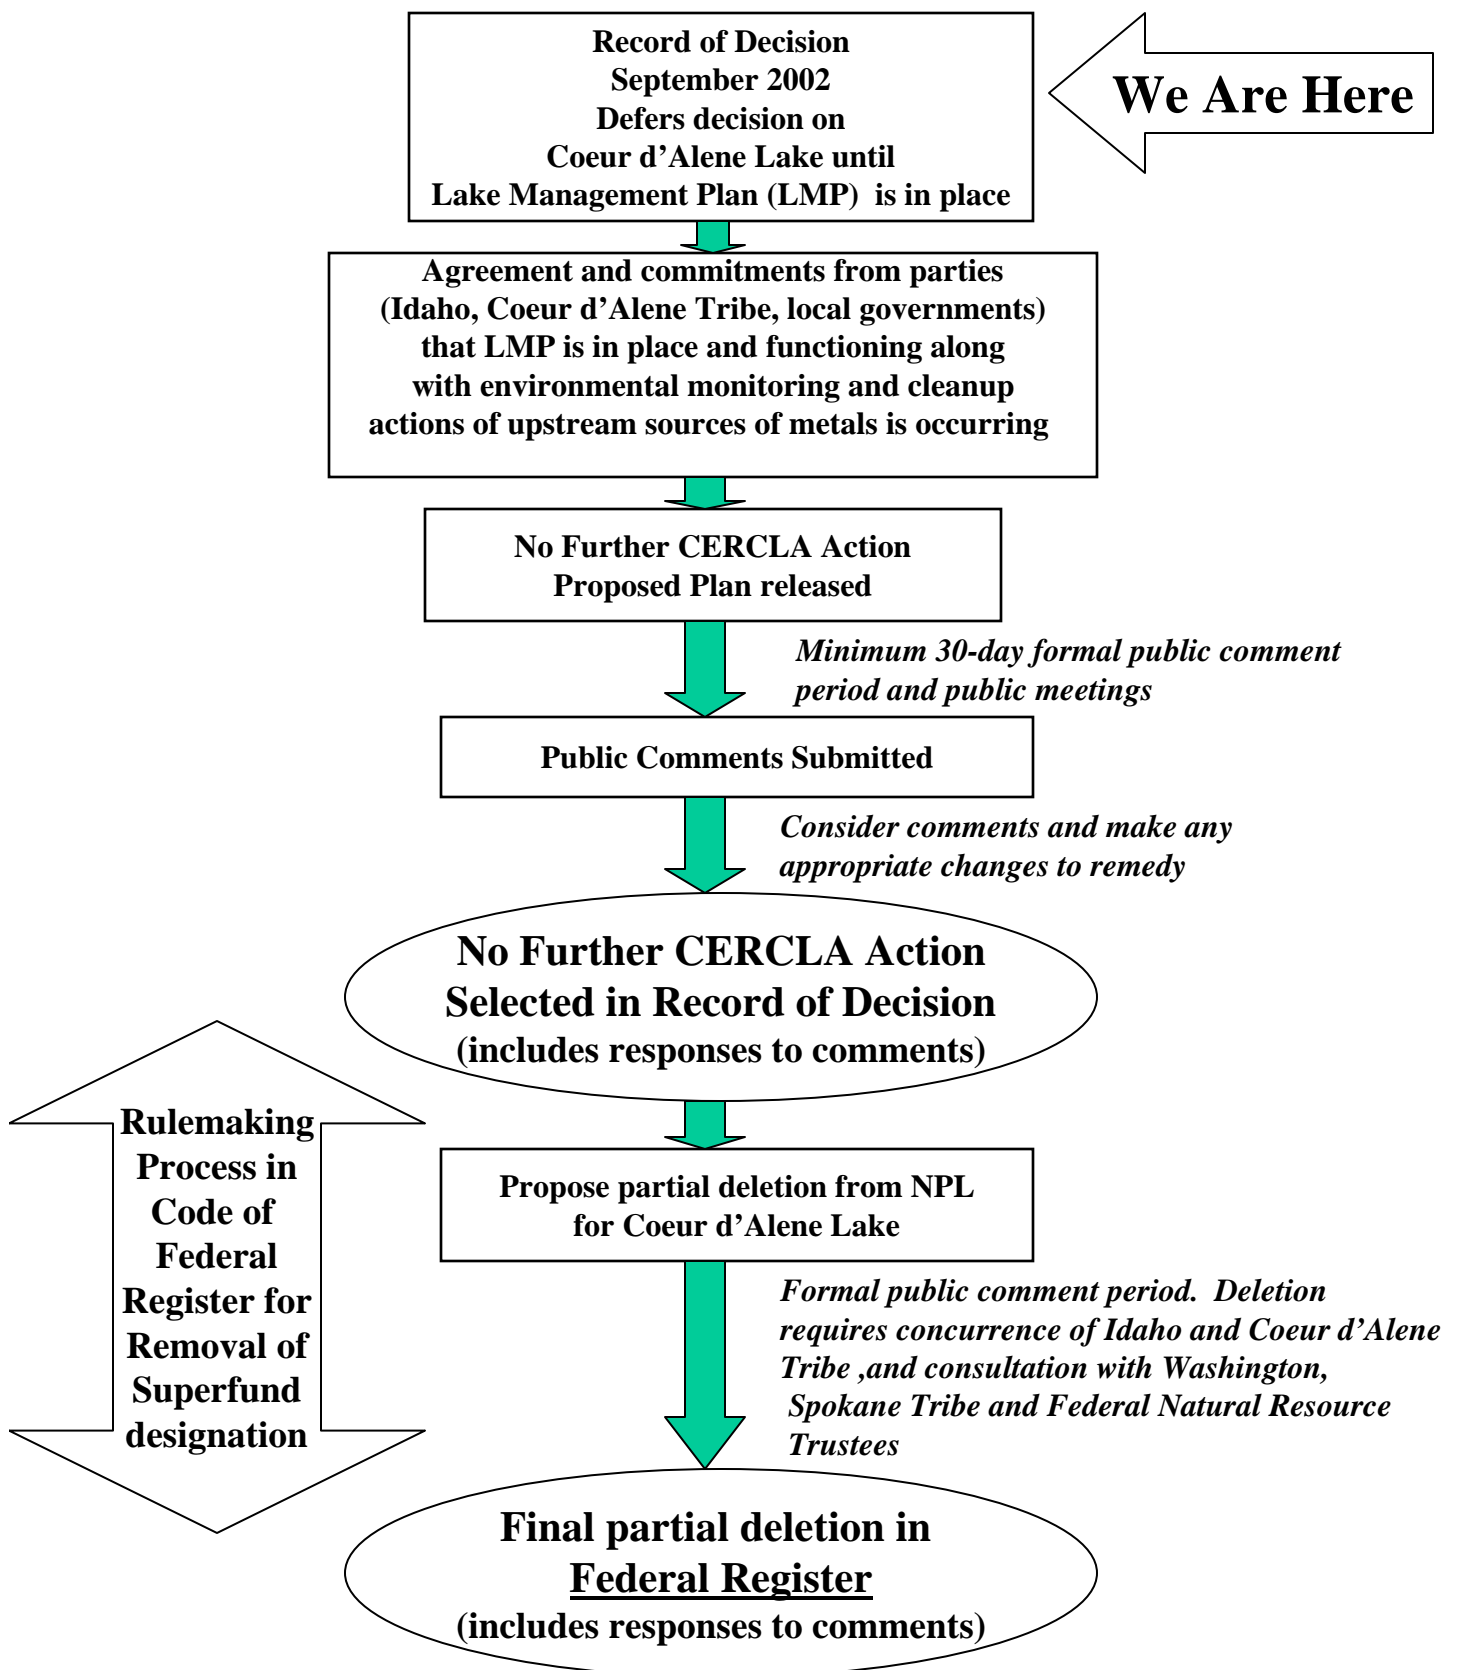 Record of Decision
September 2002
Defers decision on
Coeur d’Alene Lake until
Lake Management Plan (LMP)  is in place
We Are Here
Agreement and commitments from parties
(Idaho, Coeur d’Alene Tribe, local governments)
that LMP is in place and functioning along
with environmental monitoring and cleanup
actions of upstream sources of metals is occurring
No Further CERCLA Action
Proposed Plan released
Minimum 30-day formal public comment
period and public meetings
Public Comments Submitted
Consider comments and make any
appropriate changes to remedy
No Further CERCLA Action
Selected in Record of Decision
(includes responses to comments)
Rulemaking
Process in
Code of
Federal
Register for
Removal of
Superfund
designation
Propose partial deletion from NPL
for Coeur d’Alene Lake
Formal public comment period.  Deletion
requires concurrence of Idaho and Coeur d’Alene
Tribe ,and consultation with Washington,
Spokane Tribe and Federal Natural Resource
Trustees
Final partial deletion in
Federal Register
(includes responses to comments)